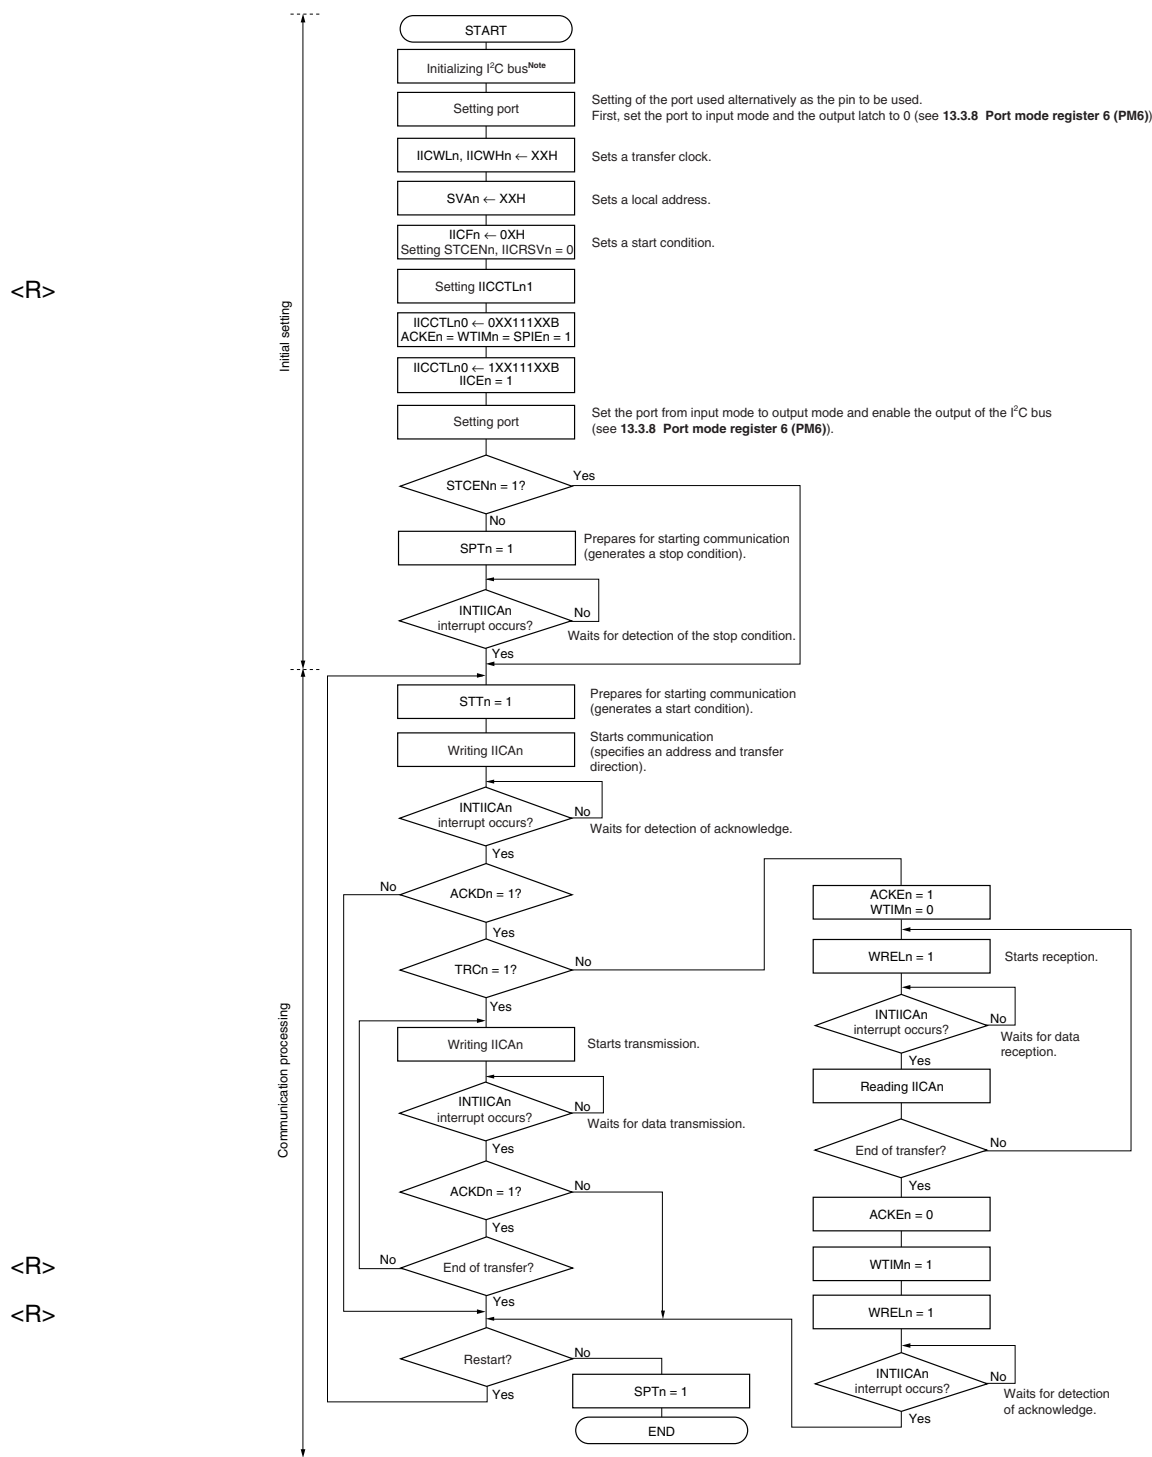 START
Initializing I²C bus^Note
Setting port
Setting of the port used alternatively as the pin to be used.
First, set the port to input mode and the output latch to 0 (see 13.3.8 Port mode register 6 (PM6))
IICWLn, IICWHn ← XXH
Sets a transfer clock.
SVAn ← XXH
Sets a local address.
IICFn ← 0XH
Setting STCENn, IICRSVn = 0
Sets a start condition.
<R>
Setting IICCTLn1
Initial setting
IICCTLn0 ← 0XX111XXB
ACKEn = WTIMn = SPIEn = 1
IICCTLn0 ← 1XX111XXB
IICEn = 1
Setting port
Set the port from input mode to output mode and enable the output of the I²C bus
(see 13.3.8 Port mode register 6 (PM6)).
STCENn = 1?
Yes
No
SPTn = 1
Prepares for starting communication
(generates a stop condition).
INTIICAn
interrupt occurs?
No
Waits for detection of the stop condition.
Yes
STTn = 1
Prepares for starting communication
(generates a start condition).
Writing IICAn
Starts communication
(specifies an address and transfer
direction).
INTIICAn
interrupt occurs?
No
Waits for detection of acknowledge.
Yes
No
ACKDn = 1?
Yes
TRCn = 1?
No
Yes
ACKEn = 1
WTIMn = 0
WRELn = 1
Starts reception.
INTIICAn
interrupt occurs?
No
Waits for data
reception.
Yes
Reading IICAn
End of transfer?
No
Yes
ACKEn = 0
WTIMn = 1
WRELn = 1
INTIICAn
interrupt occurs?
No
Waits for detection
of acknowledge.
Yes
Communication processing
Writing IICAn
Starts transmission.
INTIICAn
interrupt occurs?
No
Waits for data transmission.
Yes
ACKDn = 1?
No
Yes
<R>
No
End of transfer?
Yes
<R>
Restart?
No
Yes
SPTn = 1
END